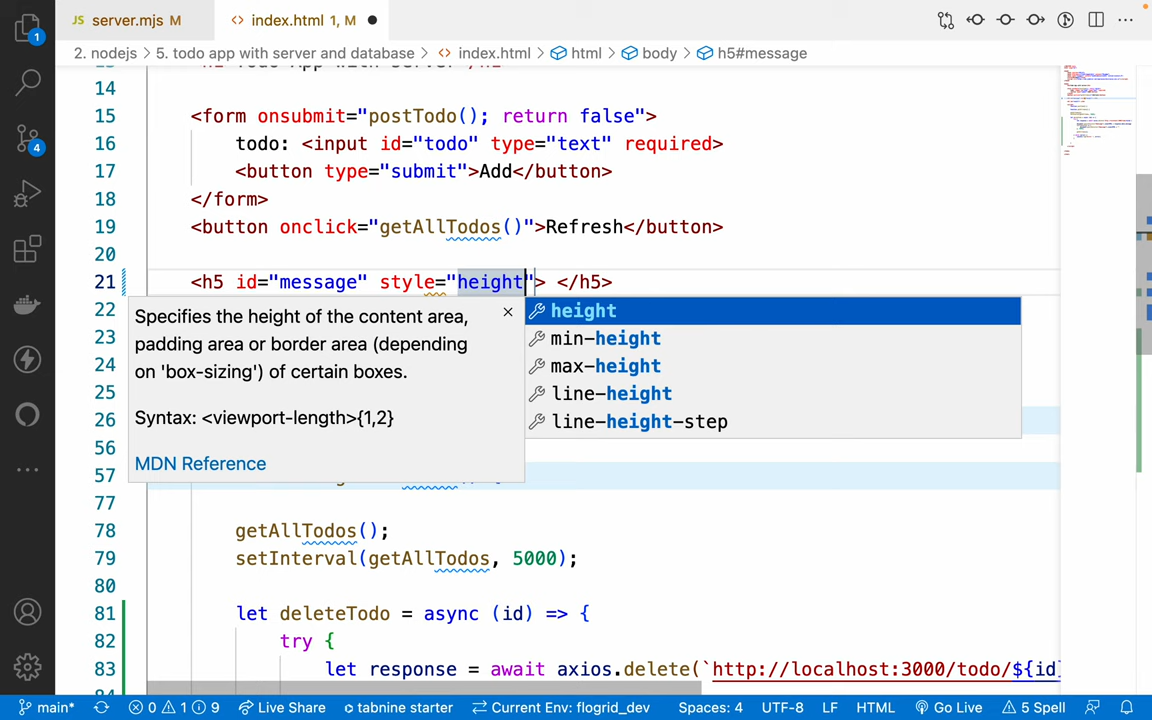 JS server.mjs M
<> index.html 1, M
2. nodejs > 5. todo app with server and database > <> index.html > html > body > h5#message
14
15 <form onsubmit="postTodo(); return false">
16 todo: <input id="todo" type="text" required>
17 <button type="submit">Add</button>
18 </form>
19 <button onclick="getAllTodos()">Refresh</button>
20
21 <h5 id="message" style="height"> </h5>
22 Specifies the height of the content area,
height
23 padding area or border area (depending
min-height
24 on 'box-sizing') of certain boxes.
max-height
25
line-height
26 Syntax: <viewport-length>{1,2}
line-height-step
56
57 MDN Reference
77
78 getAllTodos();
79 setInterval(getAllTodos, 5000);
80
81 let deleteTodo = async (id) => {
82 try {
83 let response = await axios.delete(`http://localhost:3000/todo/${id
1
4
main* 0 1 9 Live Share tabnine starter Current Env: flogrid_dev Spaces: 4 UTF-8 LF HTML Go Live 5 Spell